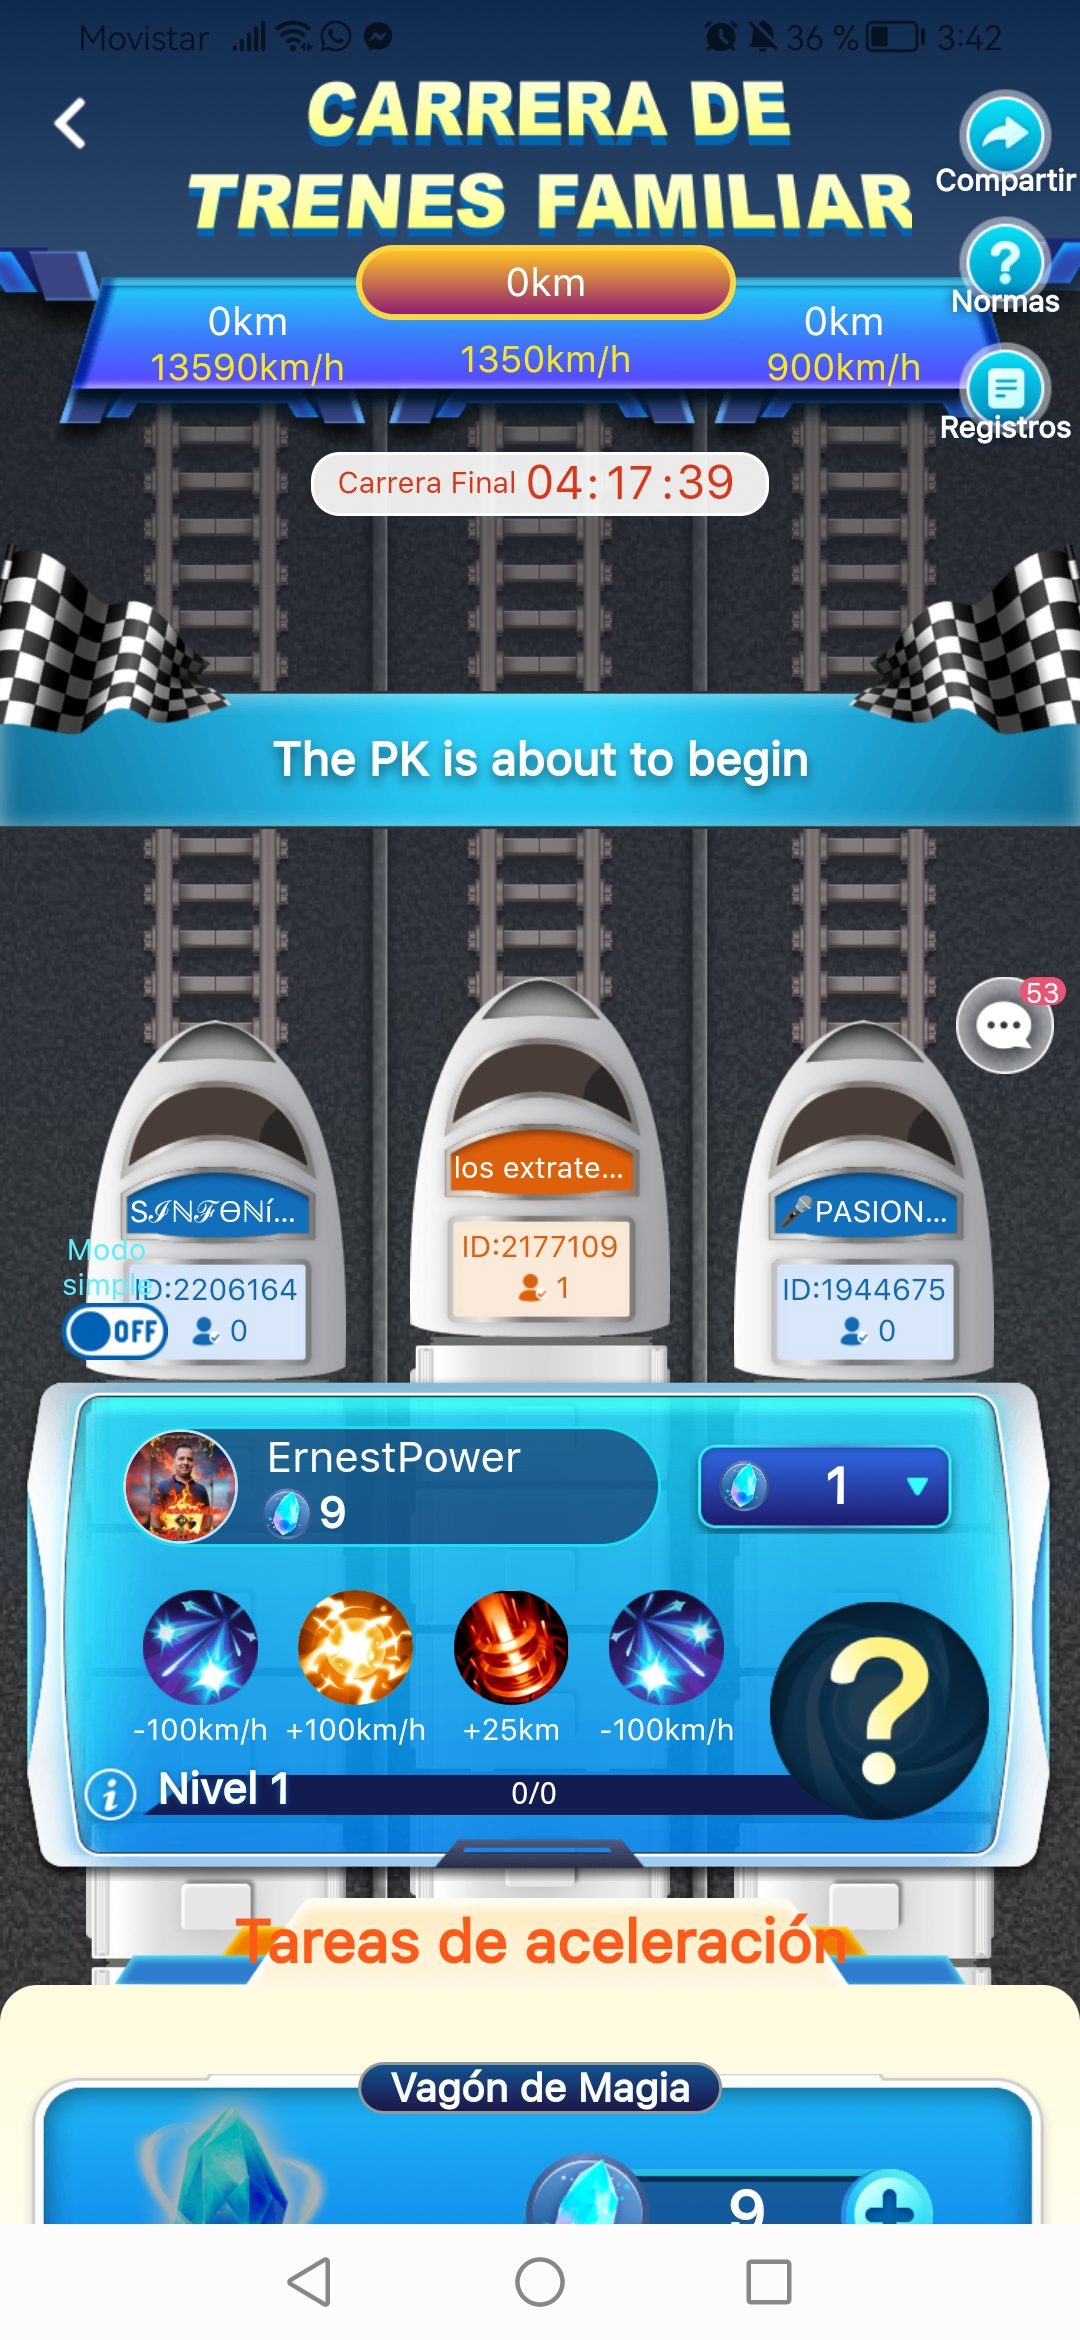 Movistar 36 % 3:42
CARRERA DE
TRENES FAMILIAR
Compartir
Normas
Registros
0km
0km
0km
13590km/h
1350km/h
900km/h
Carrera Final 04:17:39
The PK is about to begin
53
S𝒥ℕℱƟℕí...
los extrate...
🎤PASION...
ID:2206164
0
ID:2177109
1
ID:1944675
0
Modo
simple
OFF
ErnestPower
9
1
-100km/h
+100km/h
+25km
-100km/h
?
Nivel 1
0/0
Tareas de aceleración
Vagón de Magia
9